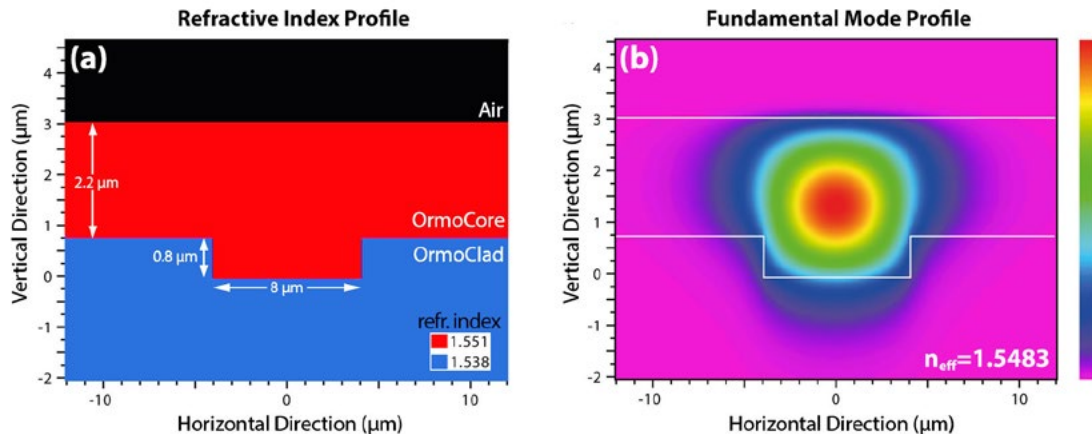 Refractive Index Profile
(a)
Air
2.2 µm
OrmoCore
0.8 µm
OrmoClad
8 µm
refr. index
1.551
1.538
Vertical Direction (µm)
4
3
2
1
0
-1
-2
-10
0
10
Horizontal Direction (µm)
Fundamental Mode Profile
(b)
neff=1.5483
Vertical Direction (µm)
4
3
2
1
0
-1
-2
-10
0
10
Horizontal Direction (µm)